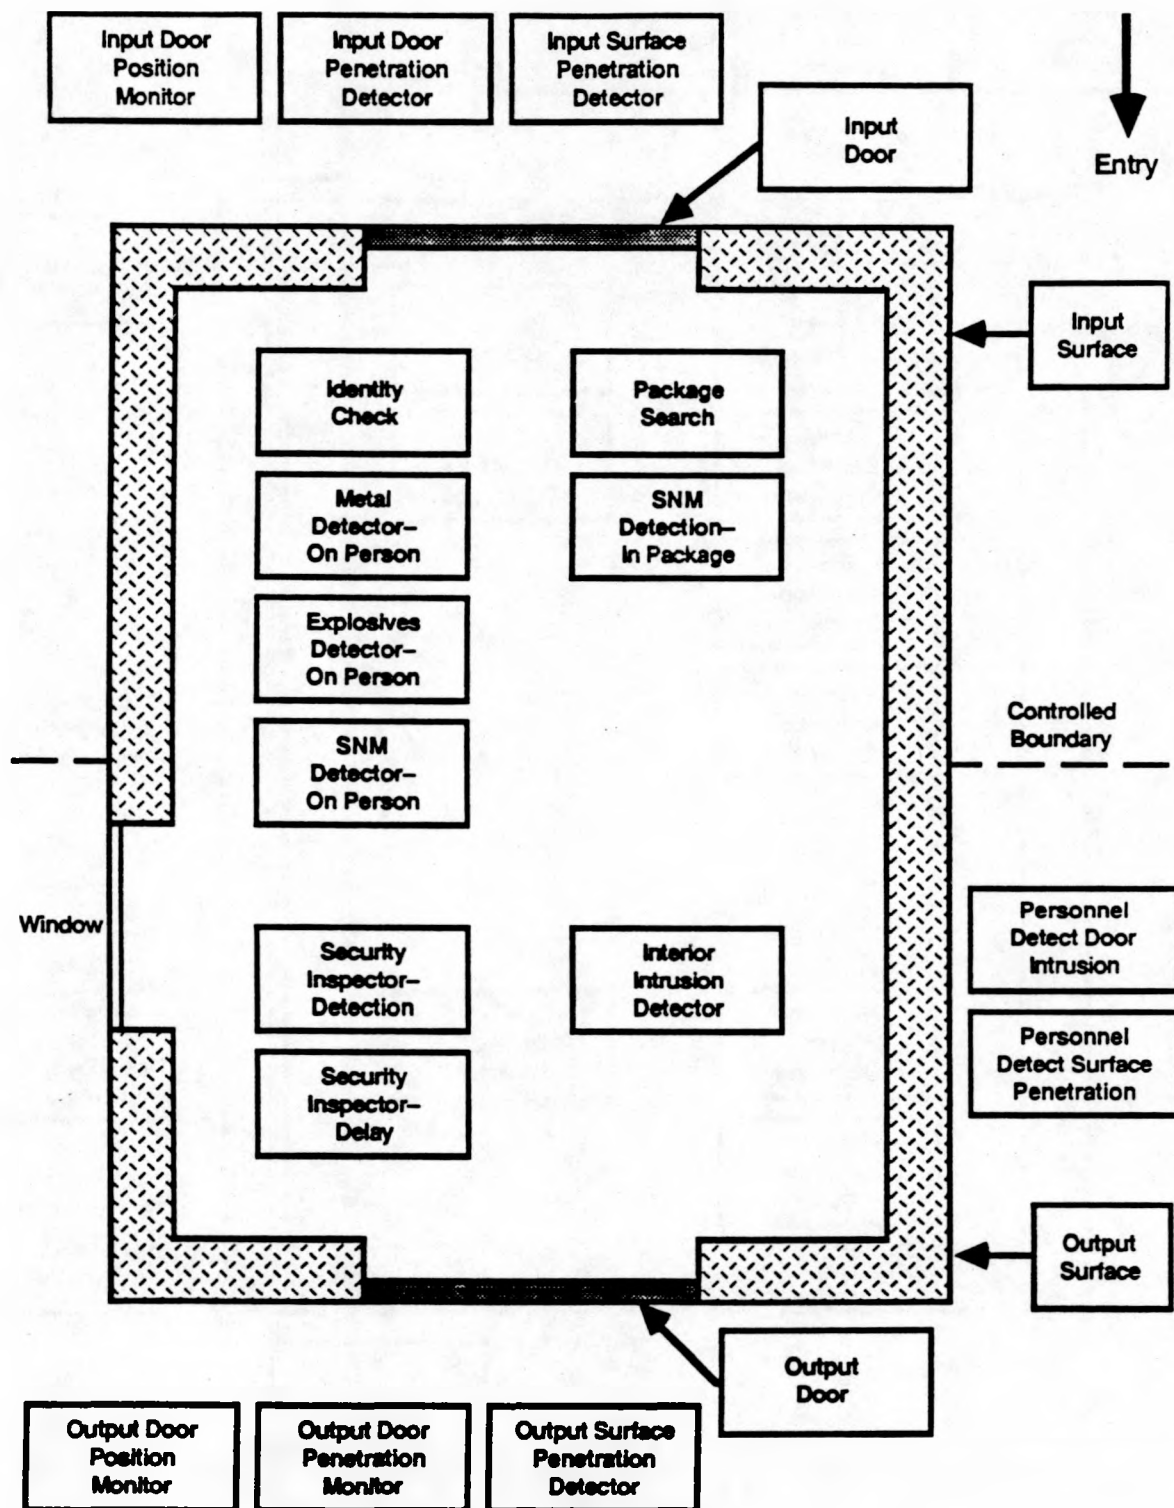 Input Door
Position
Monitor
Input Door
Penetration
Detector
Input Surface
Penetration
Detector
Input
Door
Entry
Input
Surface
Identity
Check
Package
Search
Metal
Detector–
On Person
SNM
Detection–
In Package
Explosives
Detector–
On Person
SNM
Detector–
On Person
Controlled
Boundary
Window
Security
Inspector–
Detection
Interior
Intrusion
Detector
Personnel
Detect Door
Intrusion
Security
Inspector–
Delay
Personnel
Detect Surface
Penetration
Output
Surface
Output
Door
Output Door
Position
Monitor
Output Door
Penetration
Monitor
Output Surface
Penetration
Detector